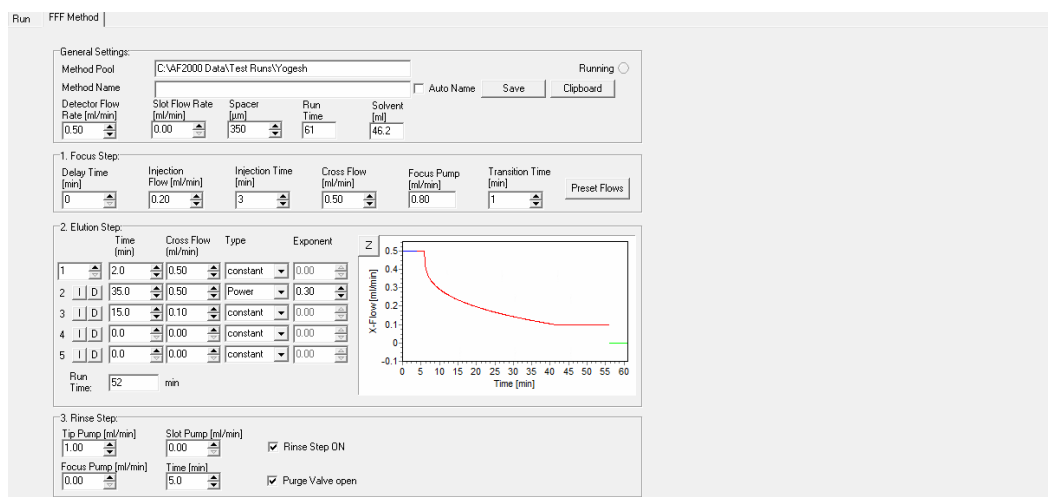 Run FFF Method
General Settings:
Method Pool C:\AF2000 Data\Test Runs\Yogesh Running
Method Name Auto Name Save Clipboard
Detector Flow Slot Flow Rate Spacer Run Solvent
Rate [ml/min] [ml/min] [µm] Time [ml]
0.50 0.00 350 61 46.2
1. Focus Step:
Delay Time Injection Injection Time Cross Flow Focus Pump Transition Time
[min] Flow [ml/min] [min] [ml/min] [ml/min] [min] Preset Flows
0 0.20 3 0.50 0.80 1
2. Elution Step:
Time Cross Flow Type Exponent
(min) (ml/min)
1 2.0 0.50 constant 0.00
2 I D 35.0 0.50 Power 0.30
3 I D 15.0 0.10 constant 0.00
4 I D 0.0 0.00 constant 0.00
5 I D 0.0 0.00 constant 0.00
Run
Time: 52 min
Z
X-Flow [ml/min]
0.5
0.4
0.3
0.2
0.1
0
-0.1
0 5 10 15 20 25 30 35 40 45 50 55 60
Time [min]
3. Rinse Step:
Tip Pump [ml/min] Slot Pump [ml/min]
1.00 0.00 Rinse Step ON
Focus Pump [ml/min] Time [min]
0.00 5.0 Purge Valve open